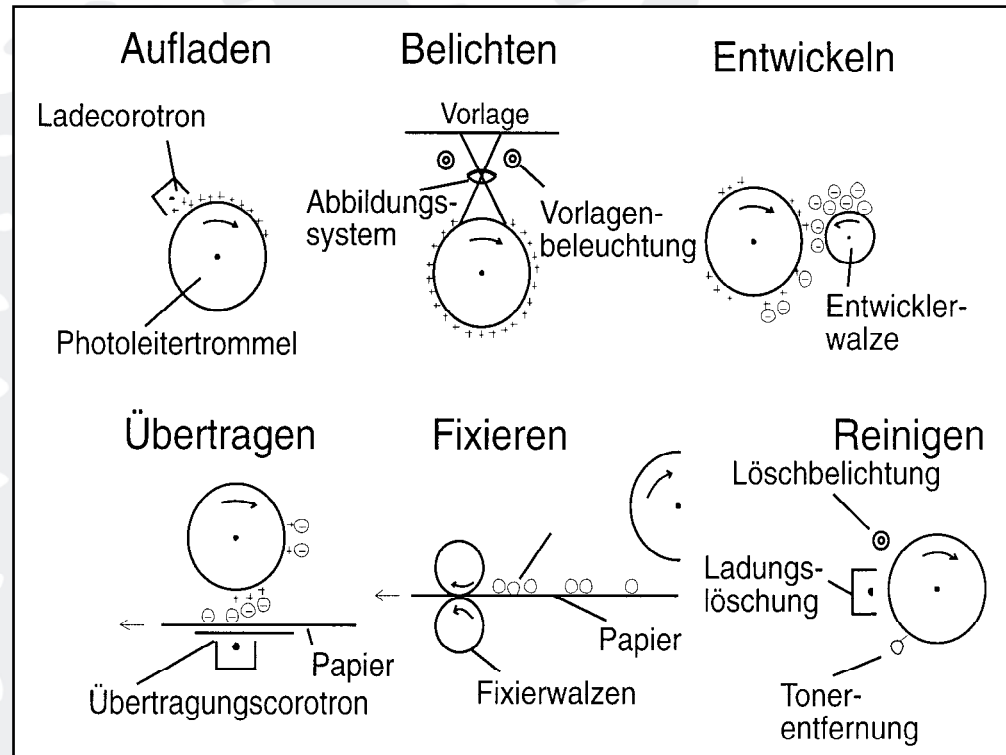 Aufladen
Ladecorotron
Photoleitertrommel
Belichten
Vorlage
Abbildungs-
system
Vorlagen-
beleuchtung
Entwickeln
Entwickler-
walze
Übertragen
Papier
Übertragungscorotron
Fixieren
Papier
Fixierwalzen
Reinigen
Löschbelichtung
Ladungs-
löschung
Toner-
entfernung